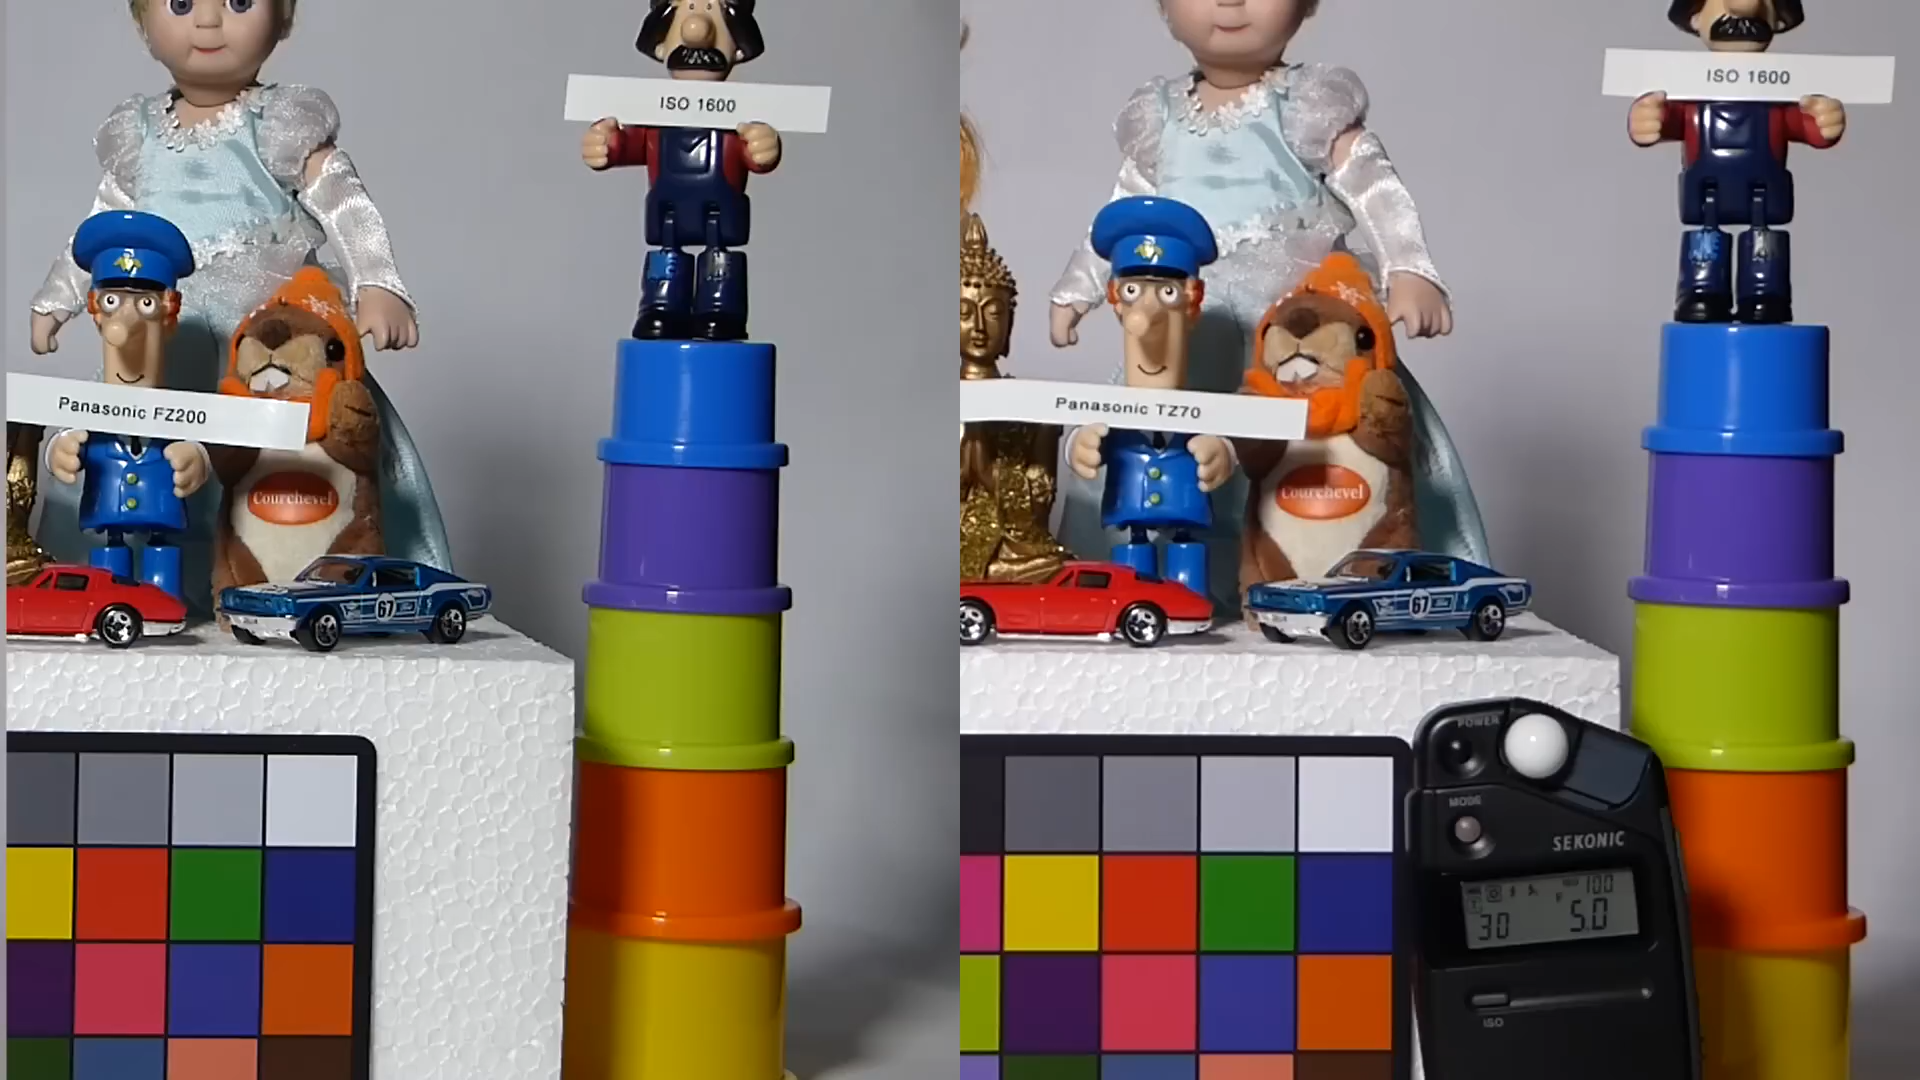 ISO 1600
Panasonic FZ200
Courchevel
67
ISO 1600
Panasonic TZ70
Courchevel
67
POWER
MODE
SEKONIC
100
30
5.0
ISO